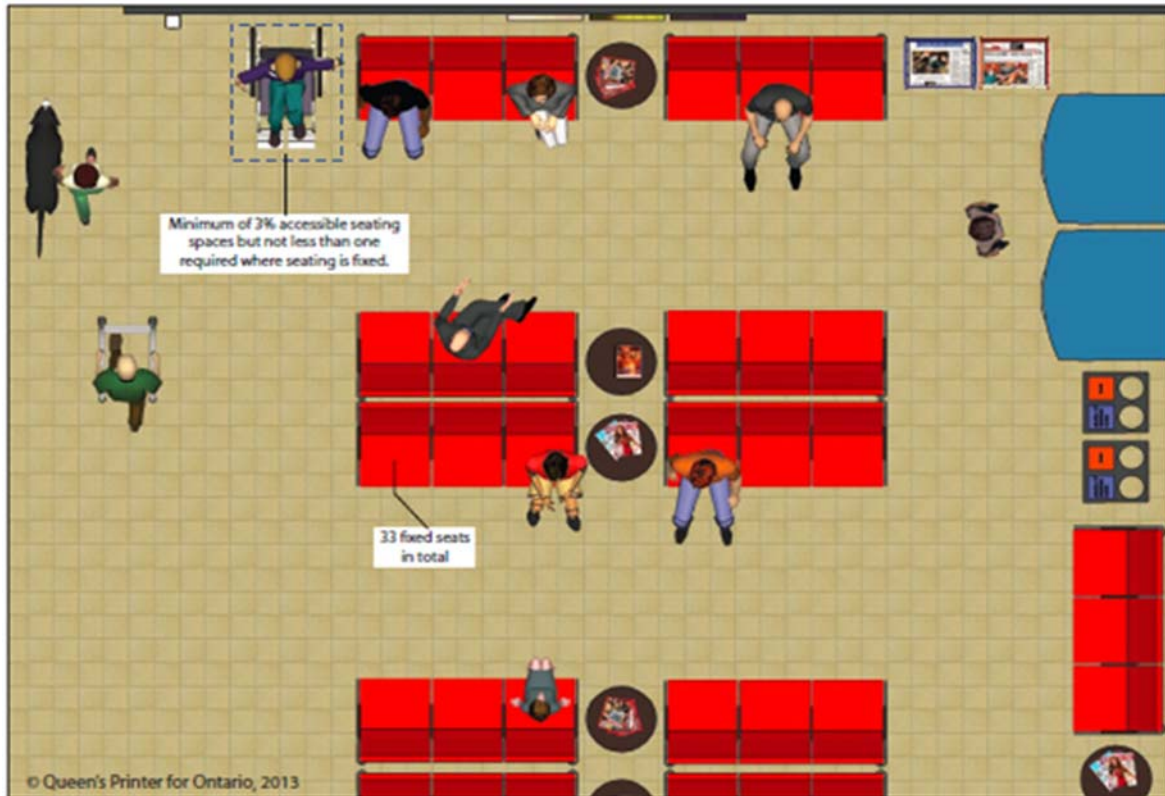 Minimum of 3% accessible seating
spaces but not less than one
required where seating is fixed.
33 fixed seats
in total
© Queen's Printer for Ontario, 2013